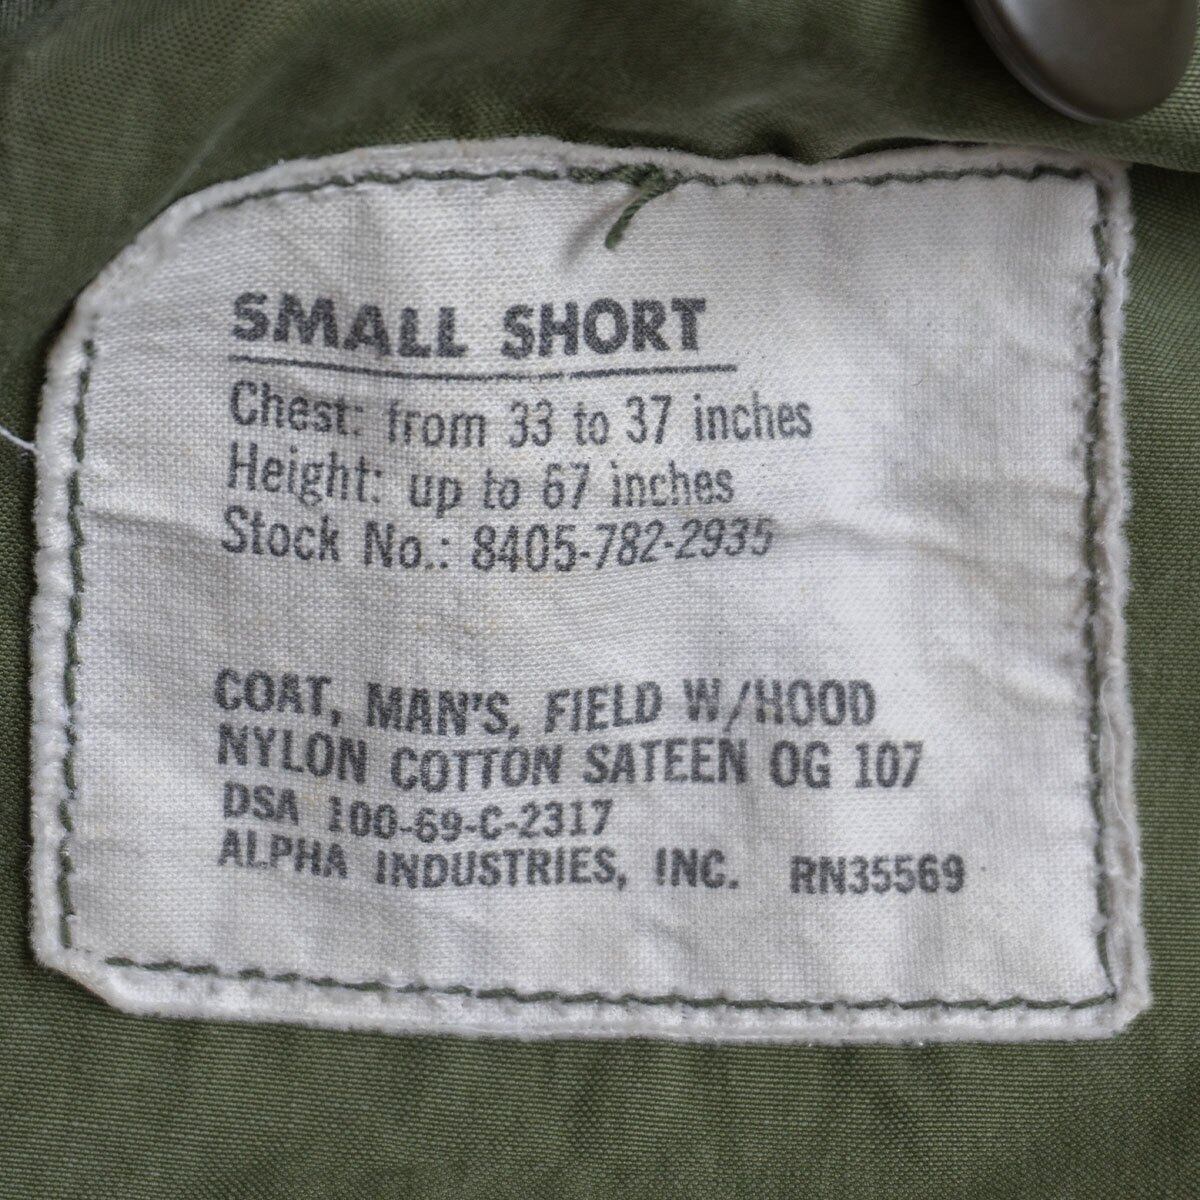 SMALL SHORT
Chest: from 33 to 37 inches
Height: up to 67 inches
Stock No.: 8405-782-2935
COAT, MAN'S, FIELD W/HOOD
NYLON COTTON SATEEN OG 107
DSA 100-69-C-2317
ALPHA INDUSTRIES, INC. RN35569